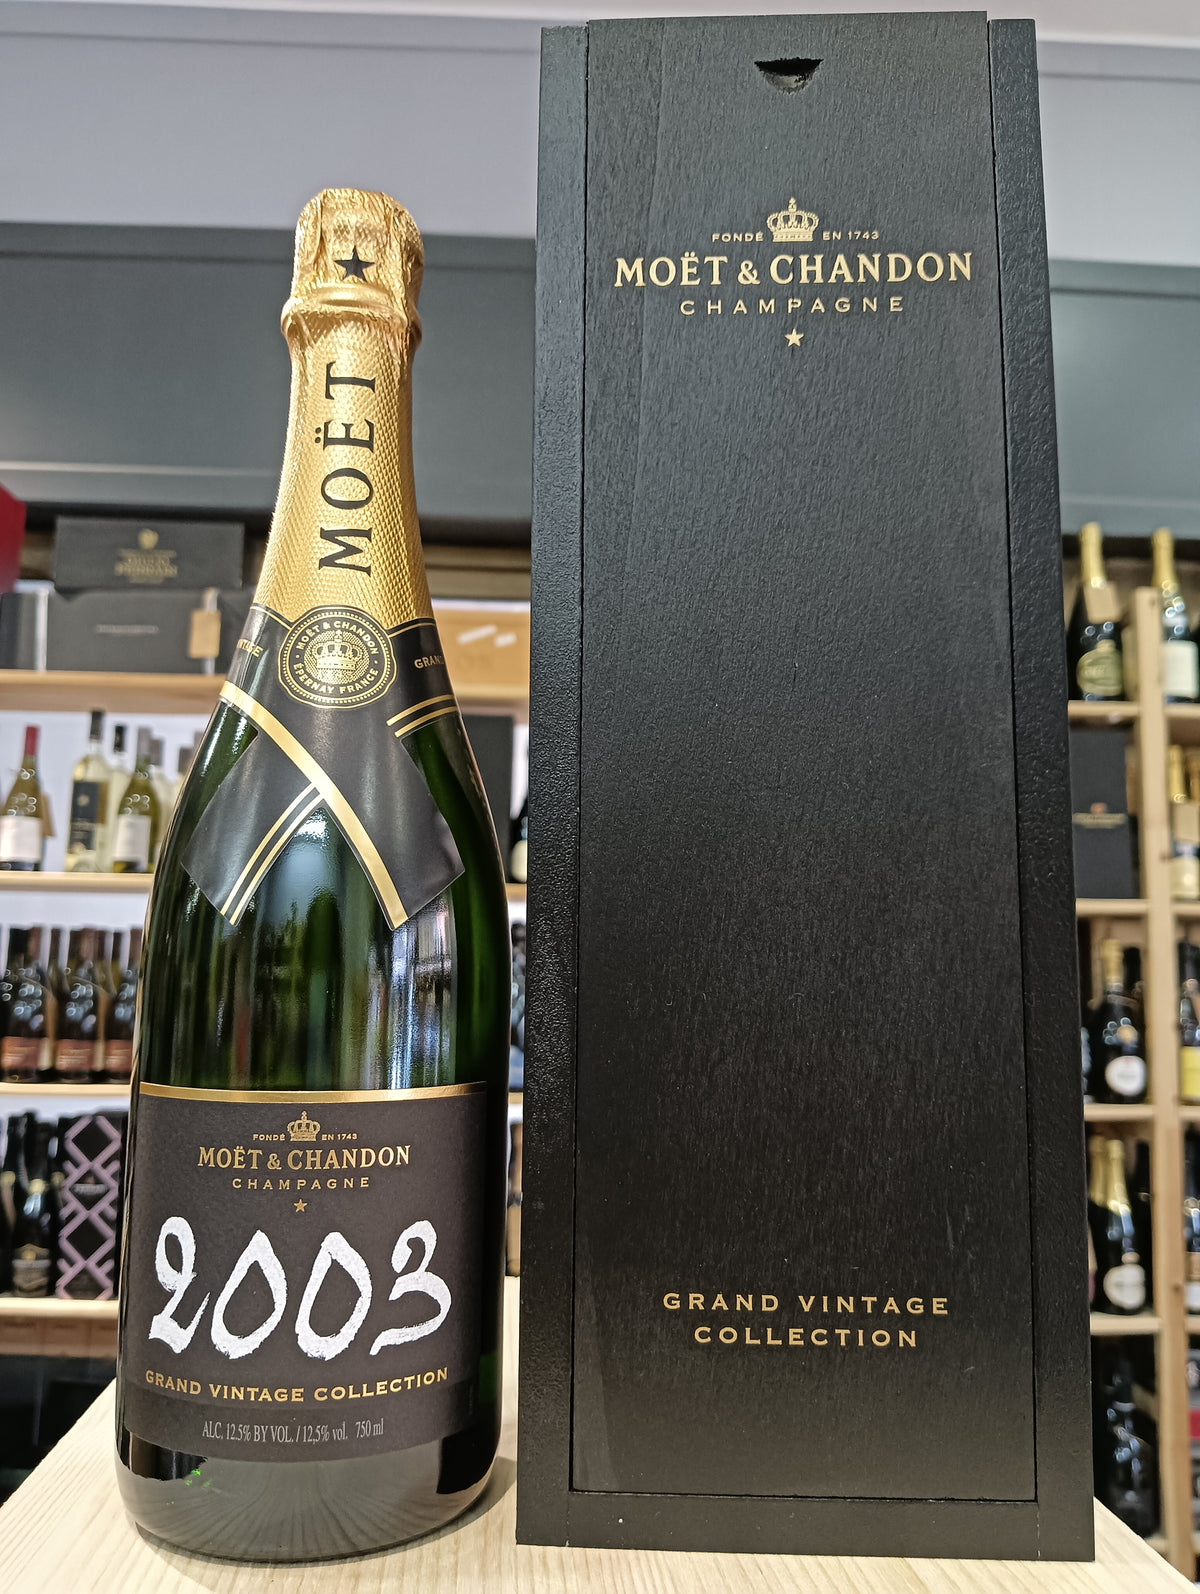 MOËT
MOËT & CHANDON
ÉPERNAY FRANCE
FONDÉ EN 1743
MOËT & CHANDON
CHAMPAGNE
2003
GRAND VINTAGE COLLECTION
ALC. 12.5% BY VOL. / 12,5% vol. 750 ml
FONDÉ EN 1743
MOËT & CHANDON
CHAMPAGNE
GRAND VINTAGE
COLLECTION